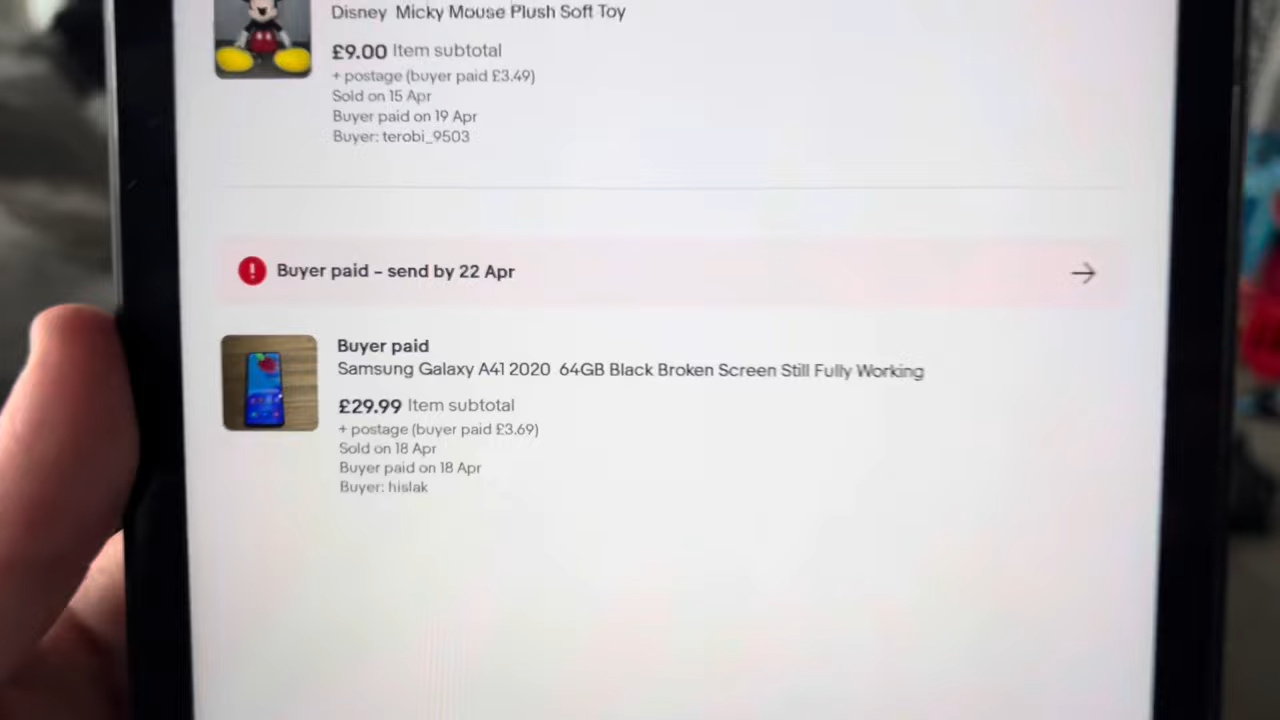 Disney Micky Mouse Plush Soft Toy
£9.00 Item subtotal
+ postage (buyer paid £3.49)
Sold on 15 Apr
Buyer paid on 19 Apr
Buyer: terobi_9503
Buyer paid – send by 22 Apr
Buyer paid
Samsung Galaxy A41 2020 64GB Black Broken Screen Still Fully Working
£29.99 Item subtotal
+ postage (buyer paid £3.69)
Sold on 18 Apr
Buyer paid on 18 Apr
Buyer: hislak